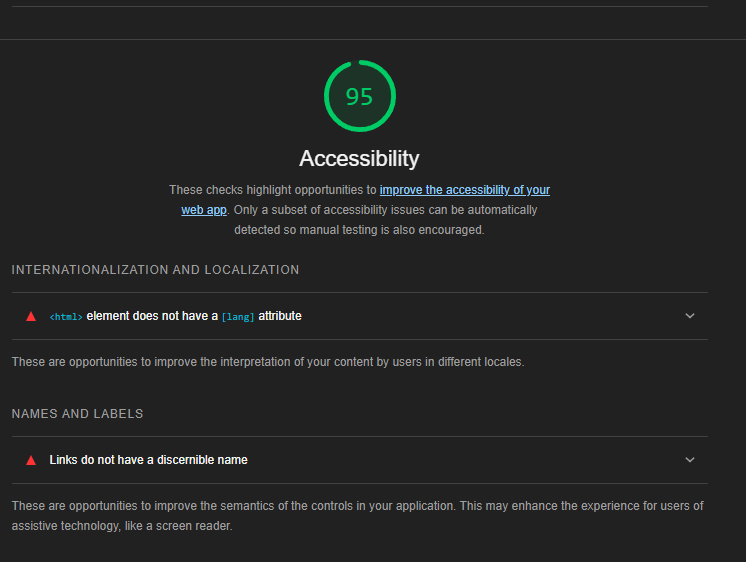 95
Accessibility
These checks highlight opportunities to improve the accessibility of your
web app. Only a subset of accessibility issues can be automatically
detected so manual testing is also encouraged.
INTERNATIONALIZATION AND LOCALIZATION
<html> element does not have a [lang] attribute
These are opportunities to improve the interpretation of your content by users in different locales.
NAMES AND LABELS
Links do not have a discernible name
These are opportunities to improve the semantics of the controls in your application. This may enhance the experience for users of
assistive technology, like a screen reader.